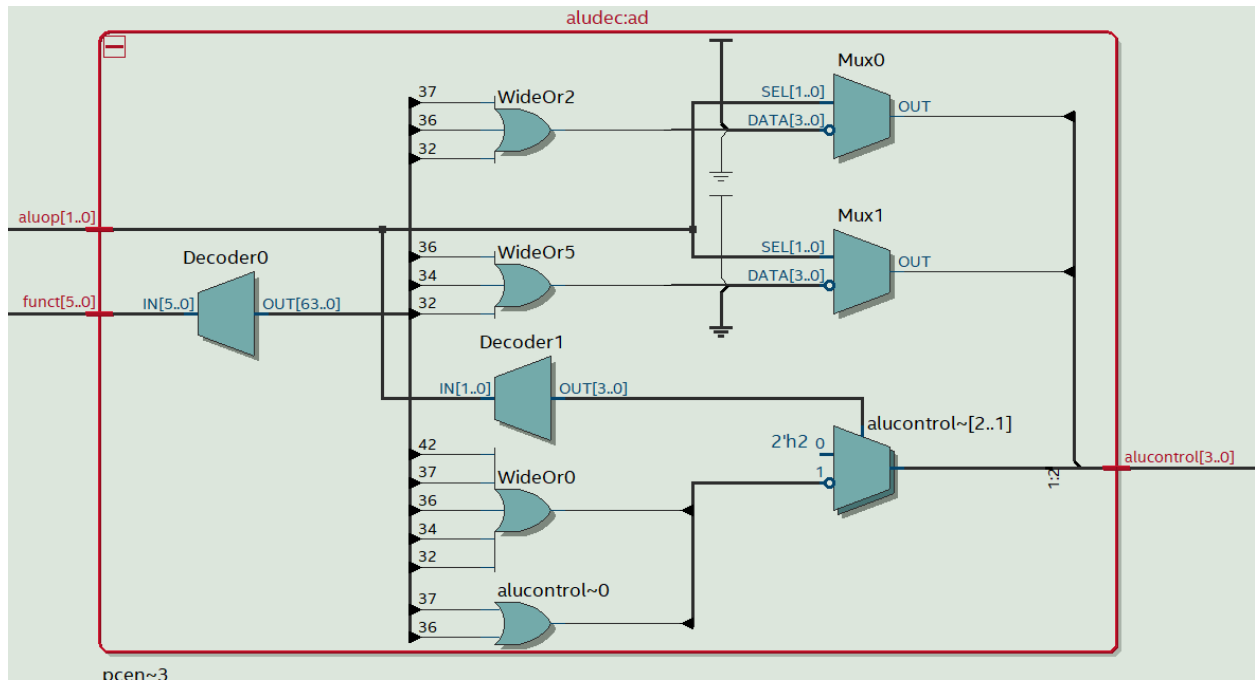 aludec:ad
Mux0
37
WideOr2
SEL[1..0]
OUT
36
DATA[3..0]
32
aluop[1..0]
Mux1
36
WideOr5
SEL[1..0]
Decoder0
OUT
34
DATA[3..0]
funct[5..0]
IN[5..0]
OUT[63..0]
32
Decoder1
IN[1..0]
OUT[3..0]
alucontrol~[2..1]
42
2'h2
0
alucontrol[3..0]
37
WideOr0
1
1:2
36
34
32
alucontrol~0
37
36
pcen~3